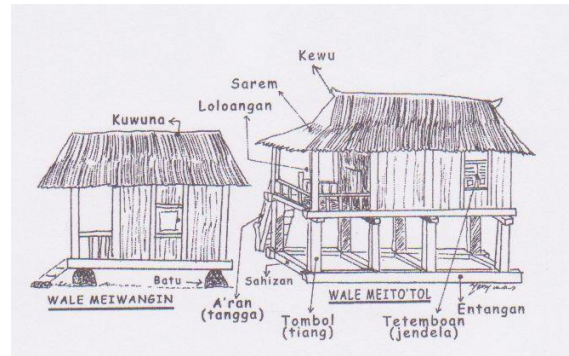 Kewu
Sarem
Loloangan
Kuwuna
Batu
WALE MEIWANGIN
A'ran
(tangga)
Sahizan
Tombol
(tiang)
WALE MEITO'TOL
Tetemboan
(jendela)
Entangan